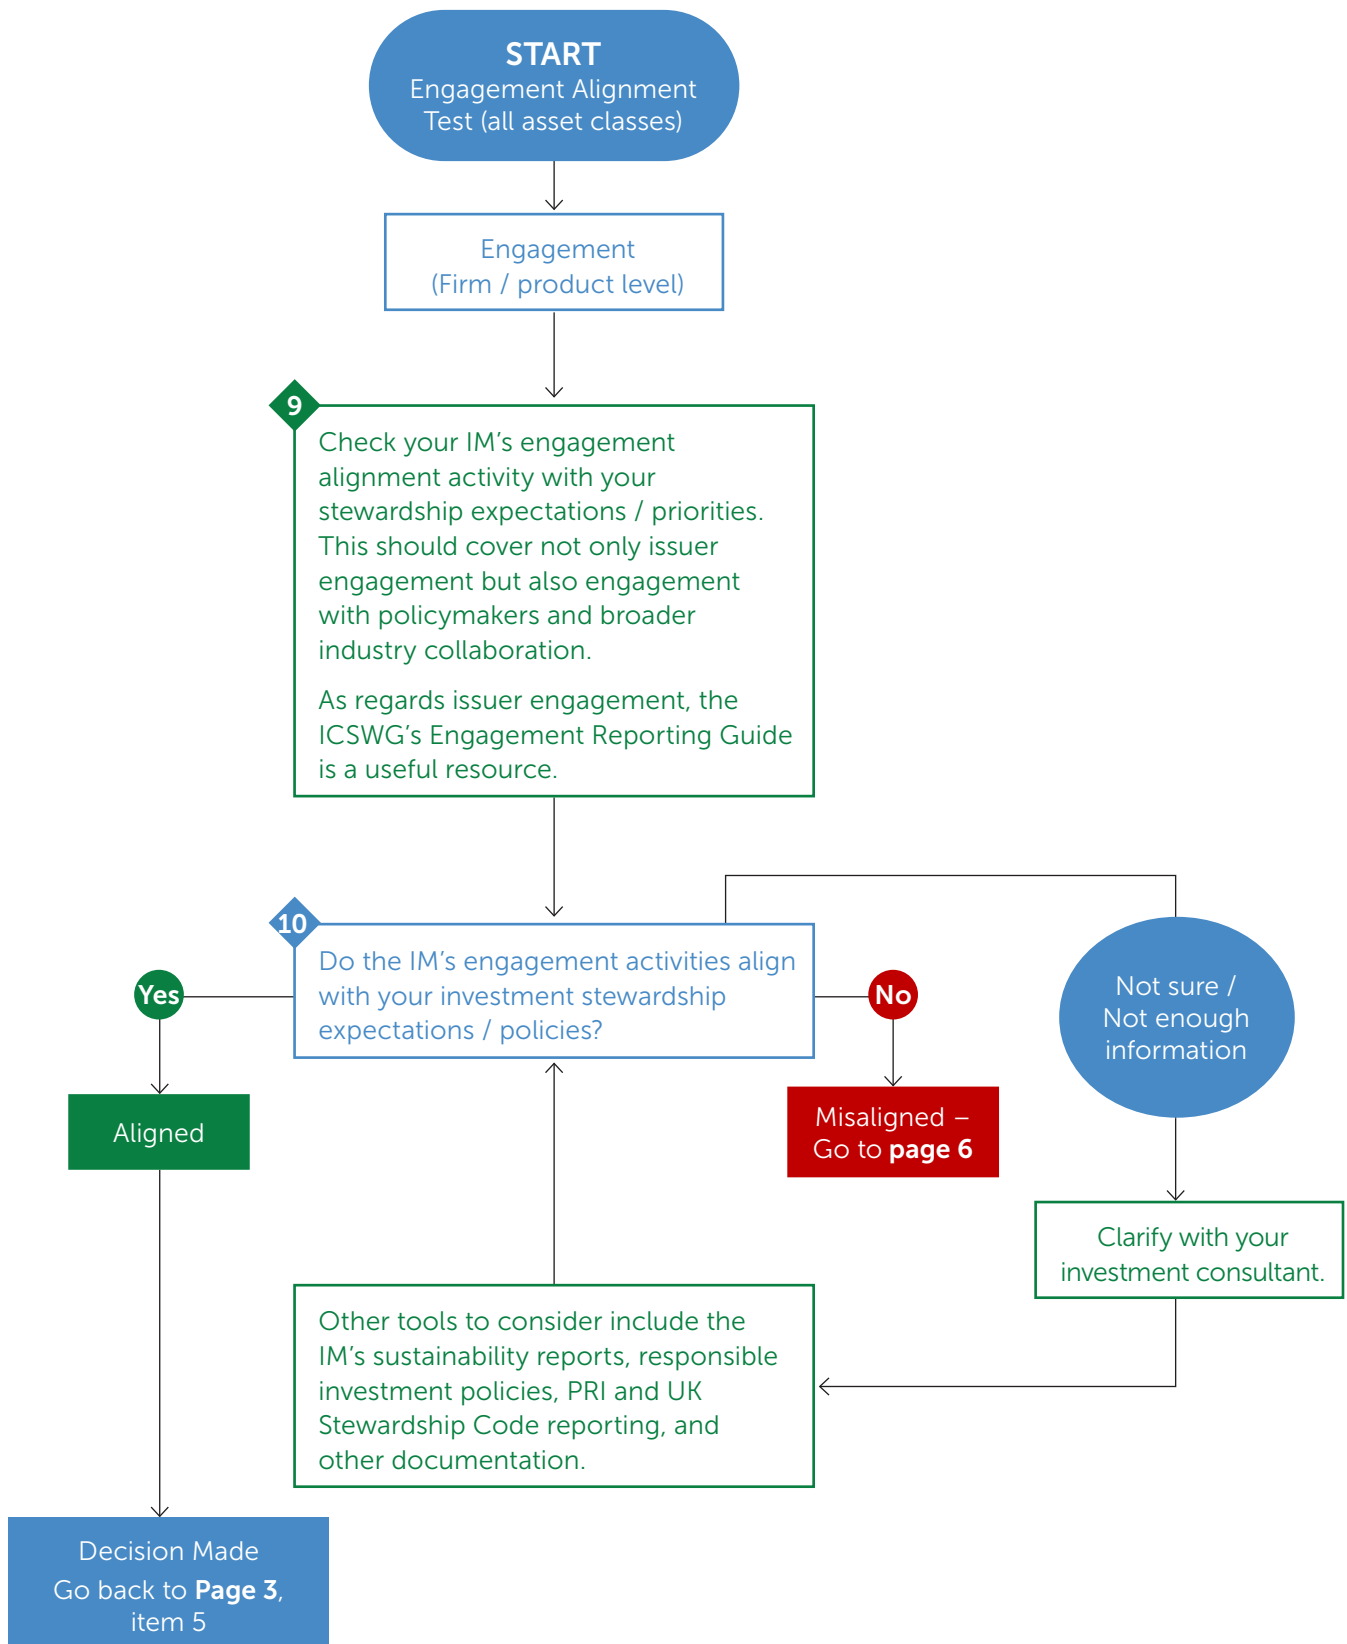 START
Engagement Alignment
Test (all asset classes)
Engagement
(Firm / product level)
9
Check your IM’s engagement
alignment activity with your
stewardship expectations / priorities.
This should cover not only issuer
engagement but also engagement
with policymakers and broader
industry collaboration.
As regards issuer engagement, the
ICSWG’s Engagement Reporting Guide
is a useful resource.
10
Do the IM’s engagement activities align
with your investment stewardship
expectations / policies?
Yes
No
Not sure /
Not enough
information
Aligned
Misaligned –
Go to page 6
Clarify with your
investment consultant.
Other tools to consider include the
IM’s sustainability reports, responsible
investment policies, PRI and UK
Stewardship Code reporting, and
other documentation.
Decision Made
Go back to Page 3,
item 5